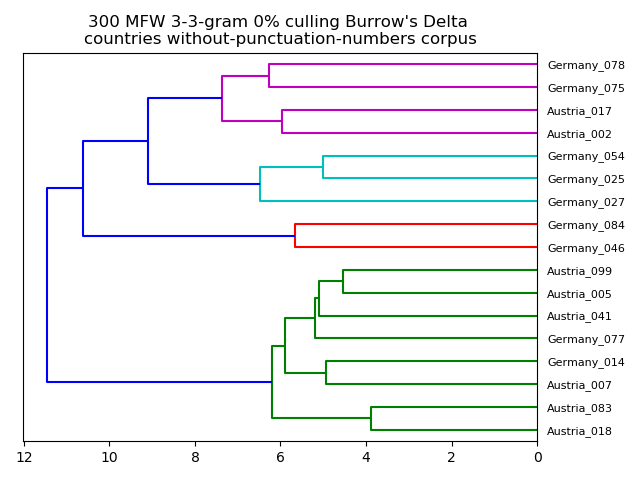 300 MFW 3-3-gram 0% culling Burrow's Delta
countries without-punctuation-numbers corpus
Germany_078
Germany_075
Austria_017
Austria_002
Germany_054
Germany_025
Germany_027
Germany_084
Germany_046
Austria_099
Austria_005
Austria_041
Germany_077
Germany_014
Austria_007
Austria_083
Austria_018
12 10 8 6 4 2 0